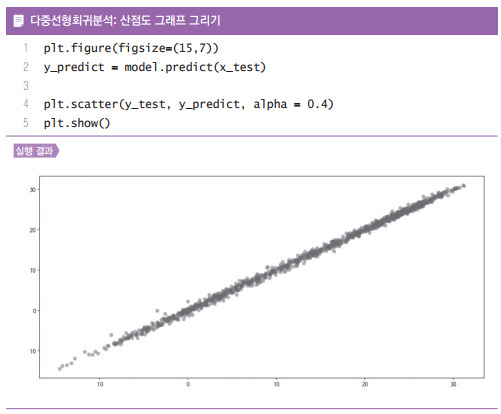 다중선형회귀분석: 산점도 그래프 그리기
1 plt.figure(figsize=(15,7))
2 y_predict = model.predict(x_test)
3
4 plt.scatter(y_test, y_predict, alpha = 0.4)
5 plt.show()
실행 결과
30
20
10
0
10
10 0 10 20 30